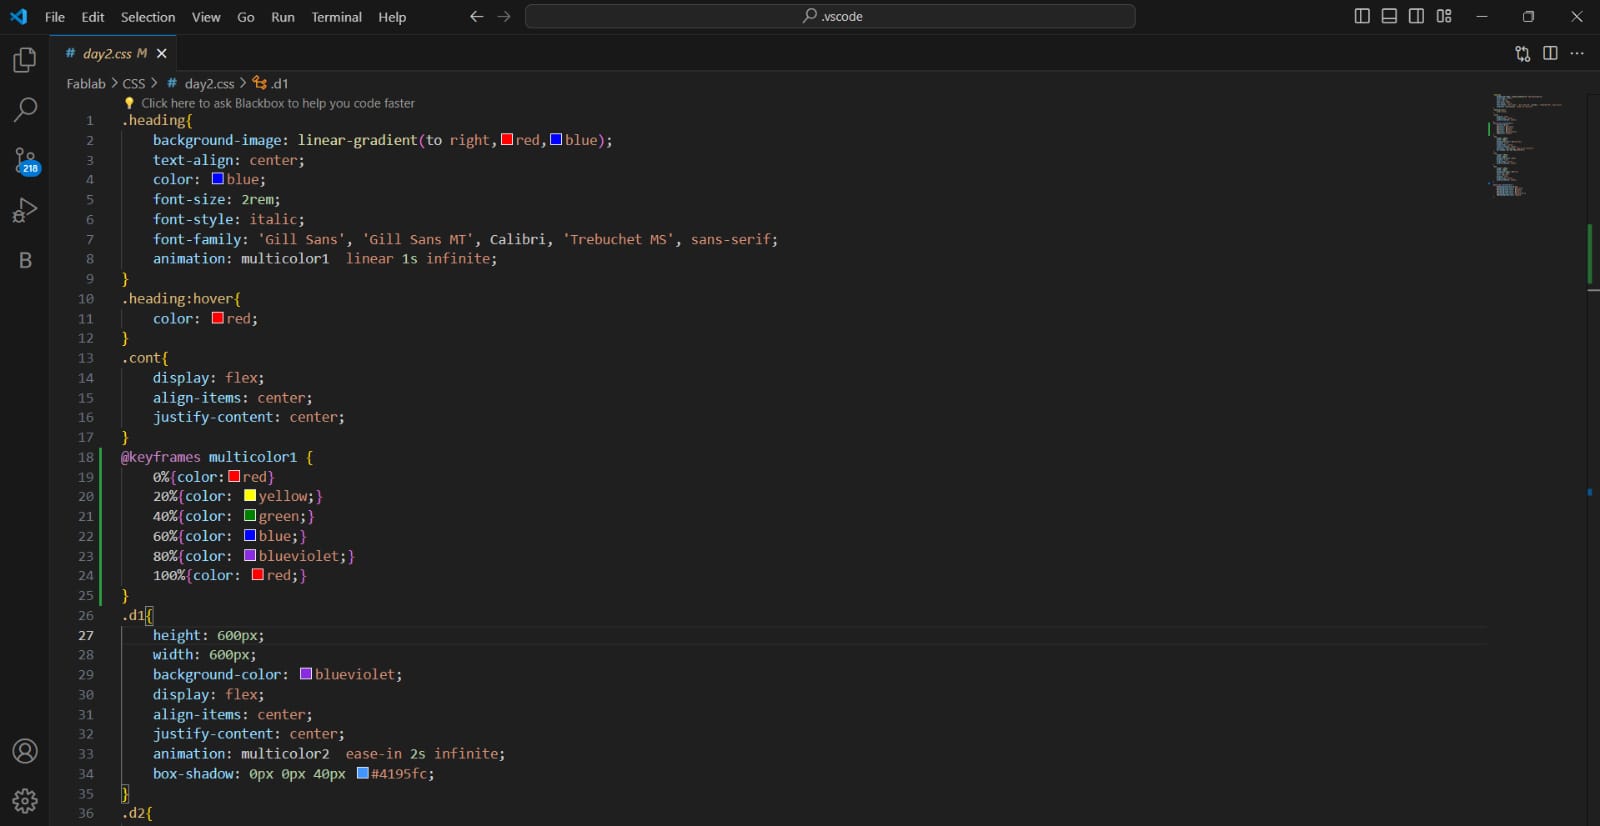 File Edit Selection View Go Run Terminal Help
.vscode
# day2.css M
Fablab > CSS > # day2.css > .d1
Click here to ask Blackbox to help you code faster
218
B
1 .heading{
2 background-image: linear-gradient(to right, red, blue);
3 text-align: center;
4 color: blue;
5 font-size: 2rem;
6 font-style: italic;
7 font-family: 'Gill Sans', 'Gill Sans MT', Calibri, 'Trebuchet MS', sans-serif;
8 animation: multicolor1  linear 1s infinite;
9 }
10 .heading:hover{
11 color: red;
12 }
13 .cont{
14 display: flex;
15 align-items: center;
16 justify-content: center;
17 }
18 @keyframes multicolor1 {
19 0%{color: red}
20 20%{color: yellow;}
21 40%{color: green;}
22 60%{color: blue;}
23 80%{color: blueviolet;}
24 100%{color: red;}
25 }
26 .d1{
27 height: 600px;
28 width: 600px;
29 background-color: blueviolet;
30 display: flex;
31 align-items: center;
32 justify-content: center;
33 animation: multicolor2  ease-in 2s infinite;
34 box-shadow: 0px 0px 40px #4195fc;
35 }
36 .d2{